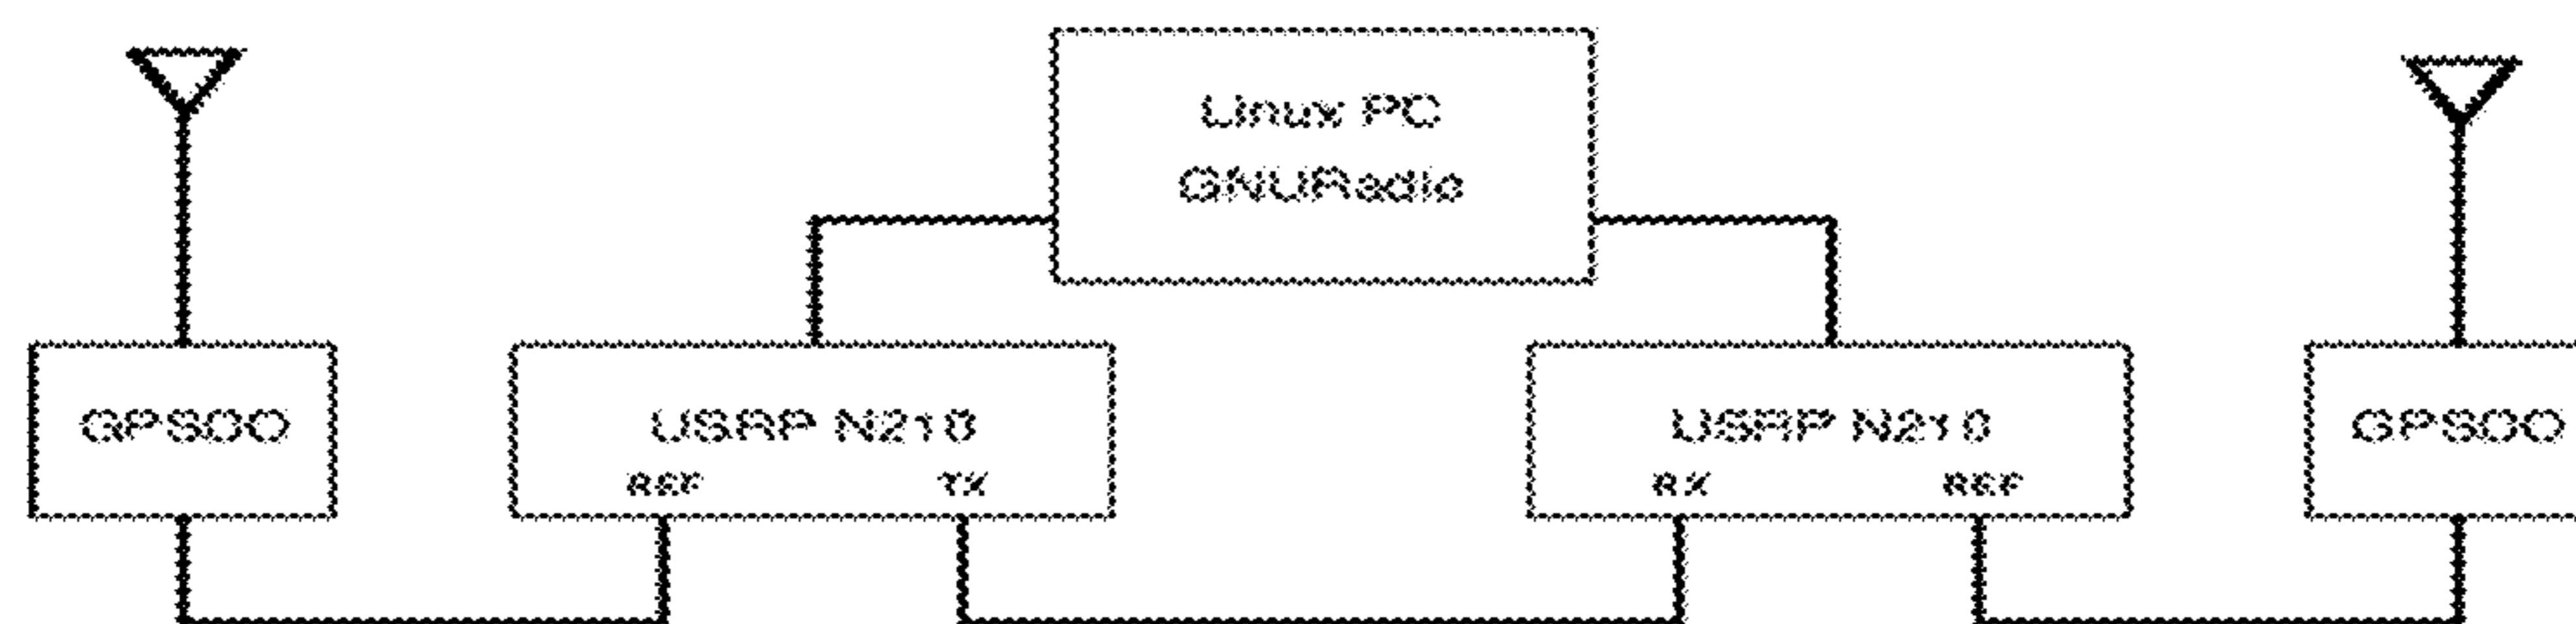 Linux PC
GNURadio
GPSDO
USRP N210
USRP N210
GPSDO
REF
TX
RX
REF